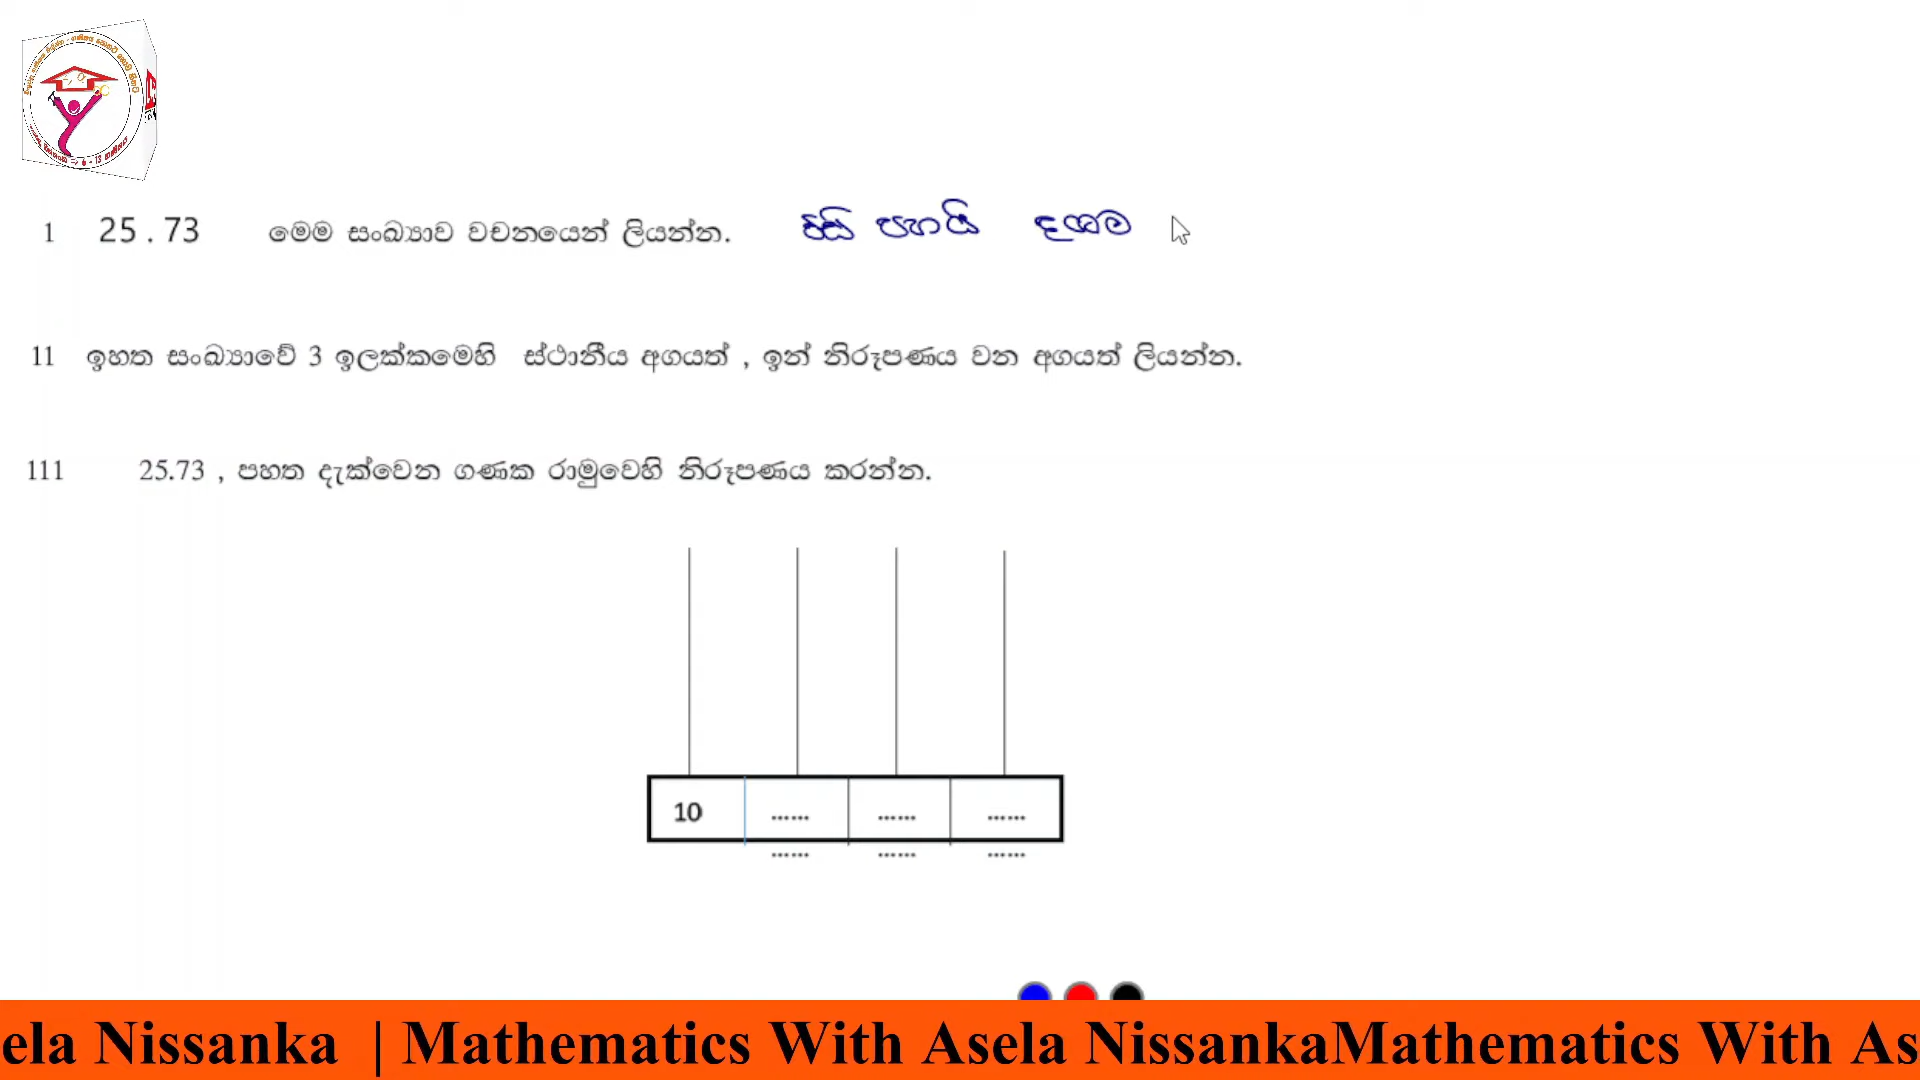 1 25 . 73 මෙම සංඛ්‍යාව වචනයෙන් ලියන්න. විසි පහයි දශම
11 ඉහත සංඛ්‍යාවේ 3 ඉලක්කමෙහි ස්ථානීය අගයත් , ඉන් නිරූපණය වන අගයත් ලියන්න.
111 25.73 , පහත දැක්වෙන ගණක රාමුවෙහි නිරූපණය කරන්න.
10 ...... ...... ......
...... ...... ......
ela Nissanka | Mathematics With Asela NissankaMathematics With As